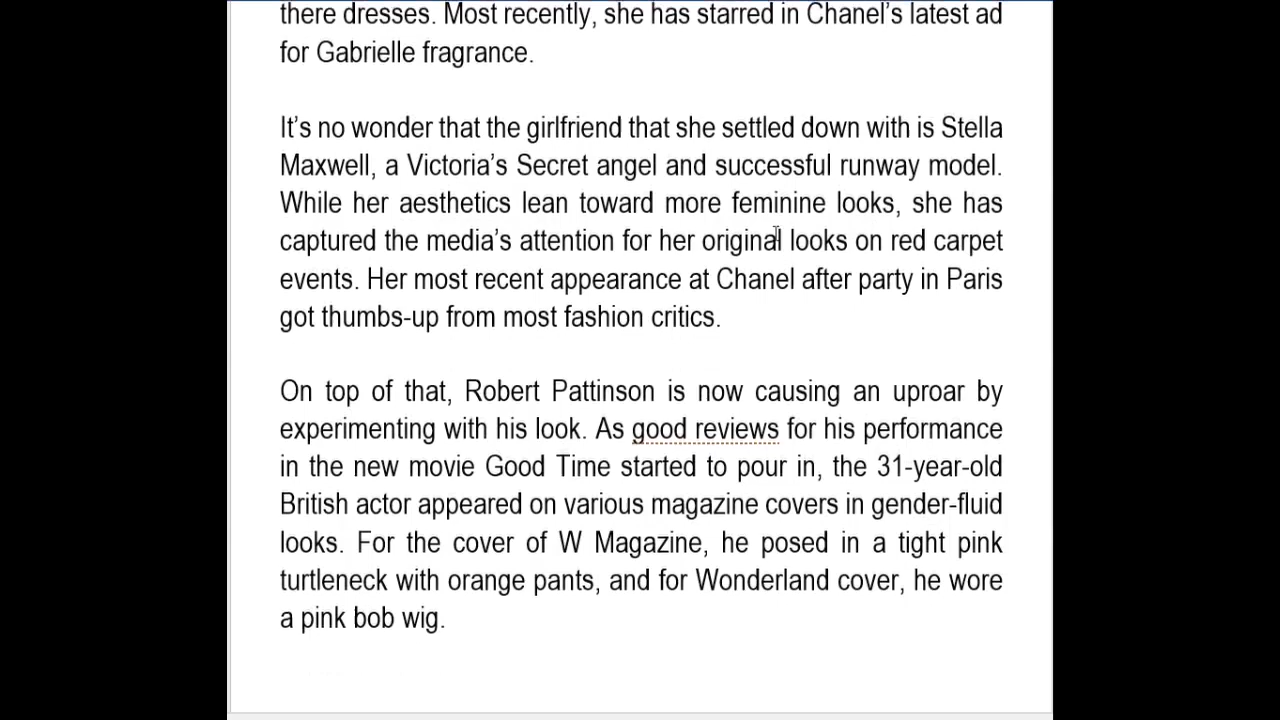 there dresses. Most recently, she has starred in Chanel’s latest ad
for Gabrielle fragrance.
It’s no wonder that the girlfriend that she settled down with is Stella
Maxwell, a Victoria’s Secret angel and successful runway model.
While her aesthetics lean toward more feminine looks, she has
captured the media’s attention for her original looks on red carpet
events. Her most recent appearance at Chanel after party in Paris
got thumbs-up from most fashion critics.
On top of that, Robert Pattinson is now causing an uproar by
experimenting with his look. As good reviews for his performance
in the new movie Good Time started to pour in, the 31-year-old
British actor appeared on various magazine covers in gender-fluid
looks. For the cover of W Magazine, he posed in a tight pink
turtleneck with orange pants, and for Wonderland cover, he wore
a pink bob wig.